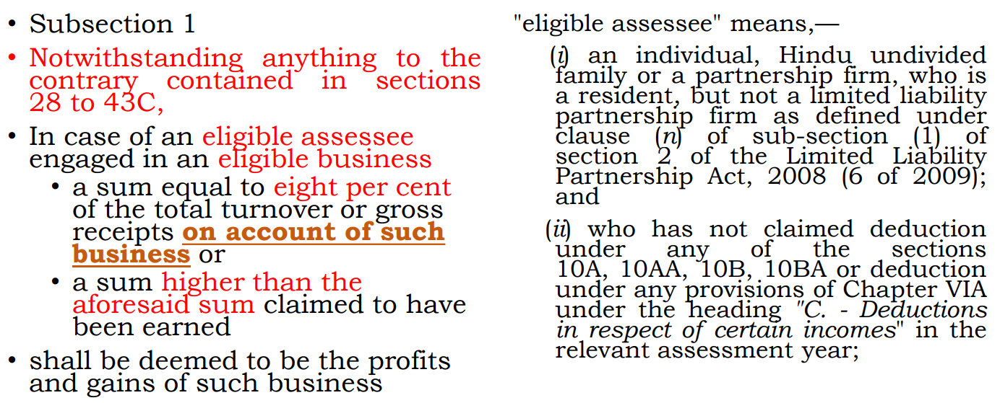 • Subsection 1
• Notwithstanding anything to the
contrary contained in sections
28 to 43C,
• In case of an eligible assessee
engaged in an eligible business
• a sum equal to eight per cent
of the total turnover or gross
receipts on account of such
business or
• a sum higher than the
aforesaid sum claimed to have
been earned
• shall be deemed to be the profits
and gains of such business
"eligible assessee" means,—
(i) an individual, Hindu undivided
family or a partnership firm, who is
a resident, but not a limited liability
partnership firm as defined under
clause (n) of sub-section (1) of
section 2 of the Limited Liability
Partnership Act, 2008 (6 of 2009);
and
(ii) who has not claimed deduction
under any of the sections
10A, 10AA, 10B, 10BA or deduction
under any provisions of Chapter VIA
under the heading "C. - Deductions
in respect of certain incomes" in the
relevant assessment year;